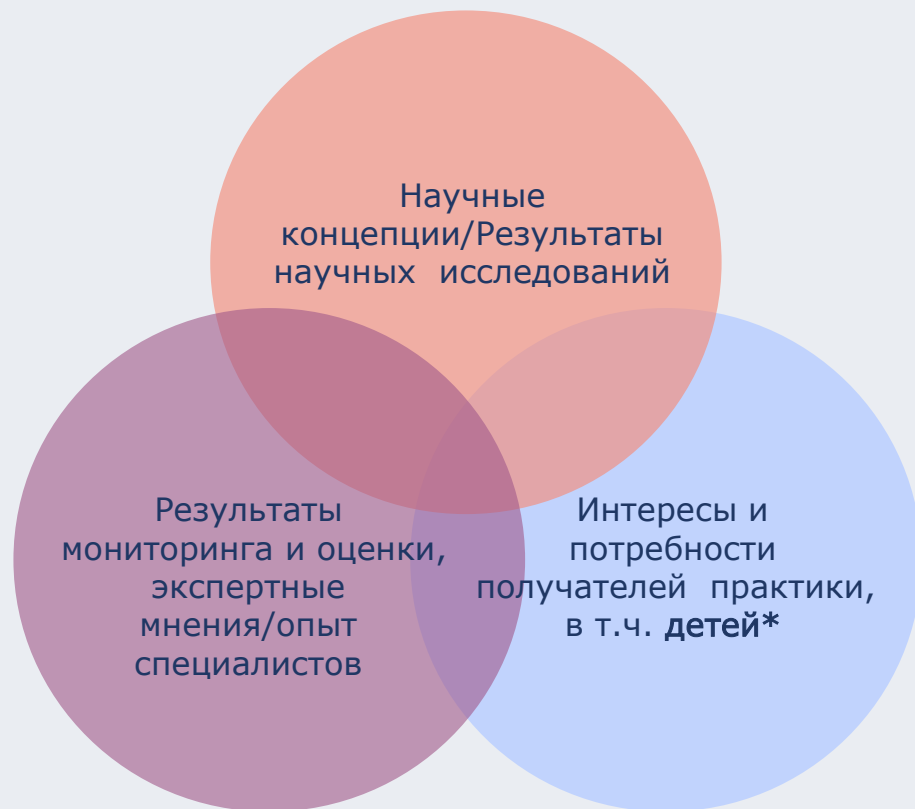 Научные
концепции/Результаты
научных исследований
Результаты
мониторинга и оценки,
экспертные
мнения/опыт
специалистов
Интересы и
потребности
получателей практики,
в т.ч. детей*